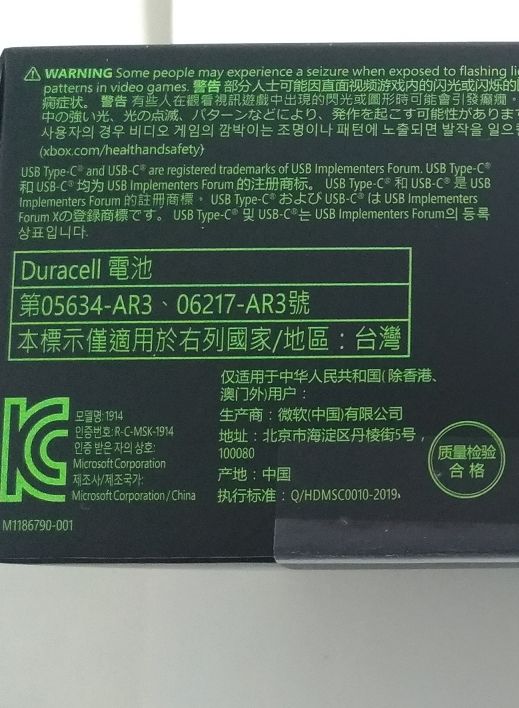 ⚠ WARNING Some people may experience a seizure when exposed to flashing
patterns in video games. 警告 部分人士可能因直面视频游戏内的闪光或闪烁的
痫症状。 警告 有些人在觀看視訊遊戲中出現的閃光或圖形時可能會引發癲癇。
中の強い光、光の点滅、パターンなどにより、発作を起こす可能性があります
사용자의 경우 비디오 게임의 깜박이는 조명이나 패턴에 노출되면 발작을 일으
(xbox.com/healthandsafety)
USB Type-C® and USB-C® are registered trademarks of USB Implementers Forum. USB Type-C®
和 USB-C® 均为 USB Implementers Forum 的注册商标。 USB Type-C® 和 USB-C® 是 USB
Implementers Forum 的註冊商標。 USB Type-C® および USB-C® は USB Implementers
Forum Xの登録商標です。 USB Type-C® 및 USB-C®는 USB Implementers Forum의 등록
상표입니다.
Duracell 電池
第05634-AR3、06217-AR3號
本標示僅適用於右列國家/地區：台灣
仅适用于中华人民共和国( 除香港、
澳门外)用户：
生产商：微软(中国)有限公司
地址：北京市海淀区丹棱街5号，
100080
产地：中国
执行标准：Q/HDMSC0010-2019。
质量检验
合格
모델명: 1914
인증번호: R-C-MSK-1914
인증 받은 자의 상호:
Microsoft Corporation
제조사/제조국가:
Microsoft Corporation / China
M1186790-001